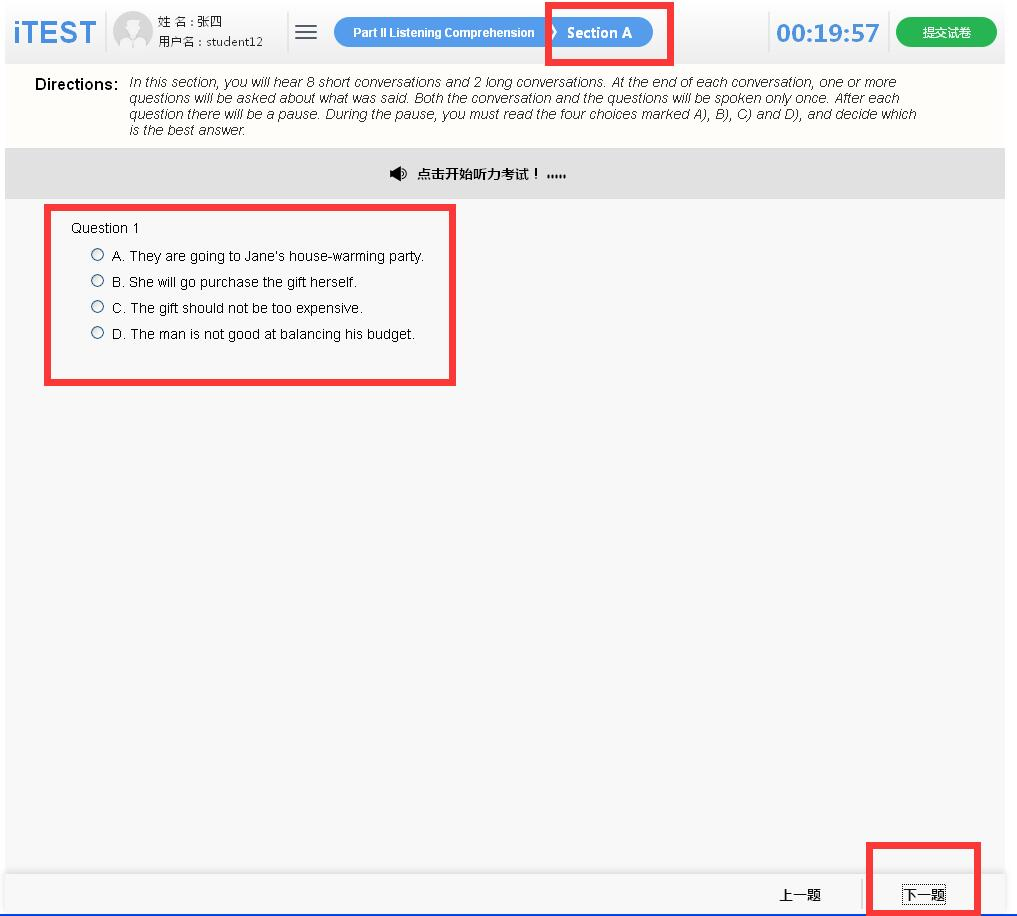 iTEST
姓 名：张四
用户名：student12
Part II Listening Comprehension
Section A
00:19:57
提交试卷
Directions: In this section, you will hear 8 short conversations and 2 long conversations. At the end of each conversation, one or more
questions will be asked about what was said. Both the conversation and the questions will be spoken only once. After each
question there will be a pause. During the pause, you must read the four choices marked A), B), C) and D), and decide which
is the best answer.
点击开始听力考试！.....
Question 1
A. They are going to Jane's house-warming party.
B. She will go purchase the gift herself.
C. The gift should not be too expensive.
D. The man is not good at balancing his budget.
上一题
下一题